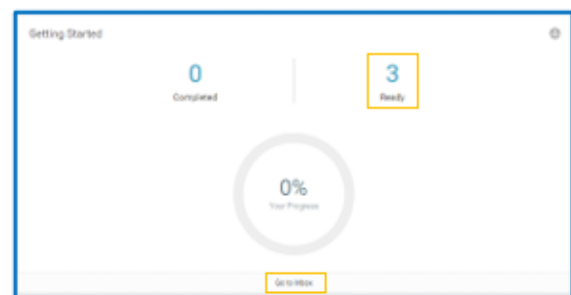 Getting Started
0
Completed
3
Ready
0%
Your Progress
Go to Inbox